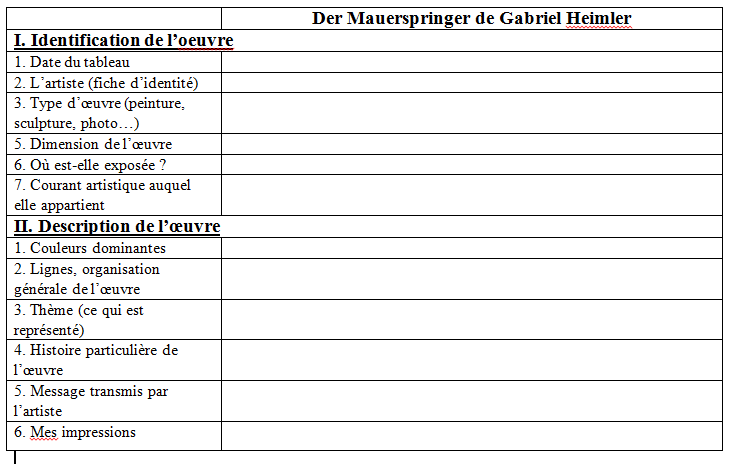 Der Mauerspringer de Gabriel Heimler
I. Identification de l’oeuvre
1. Date du tableau
2. L’artiste (fiche d’identité)
3. Type d’œuvre (peinture,
sculpture, photo…)
5. Dimension de l’œuvre
6. Où est-elle exposée ?
7. Courant artistique auquel
elle appartient
II. Description de l’œuvre
1. Couleurs dominantes
2. Lignes, organisation
générale de l’œuvre
3. Thème (ce qui est
représenté)
4. Histoire particulière de
l’œuvre
5. Message transmis par
l’artiste
6. Mes impressions